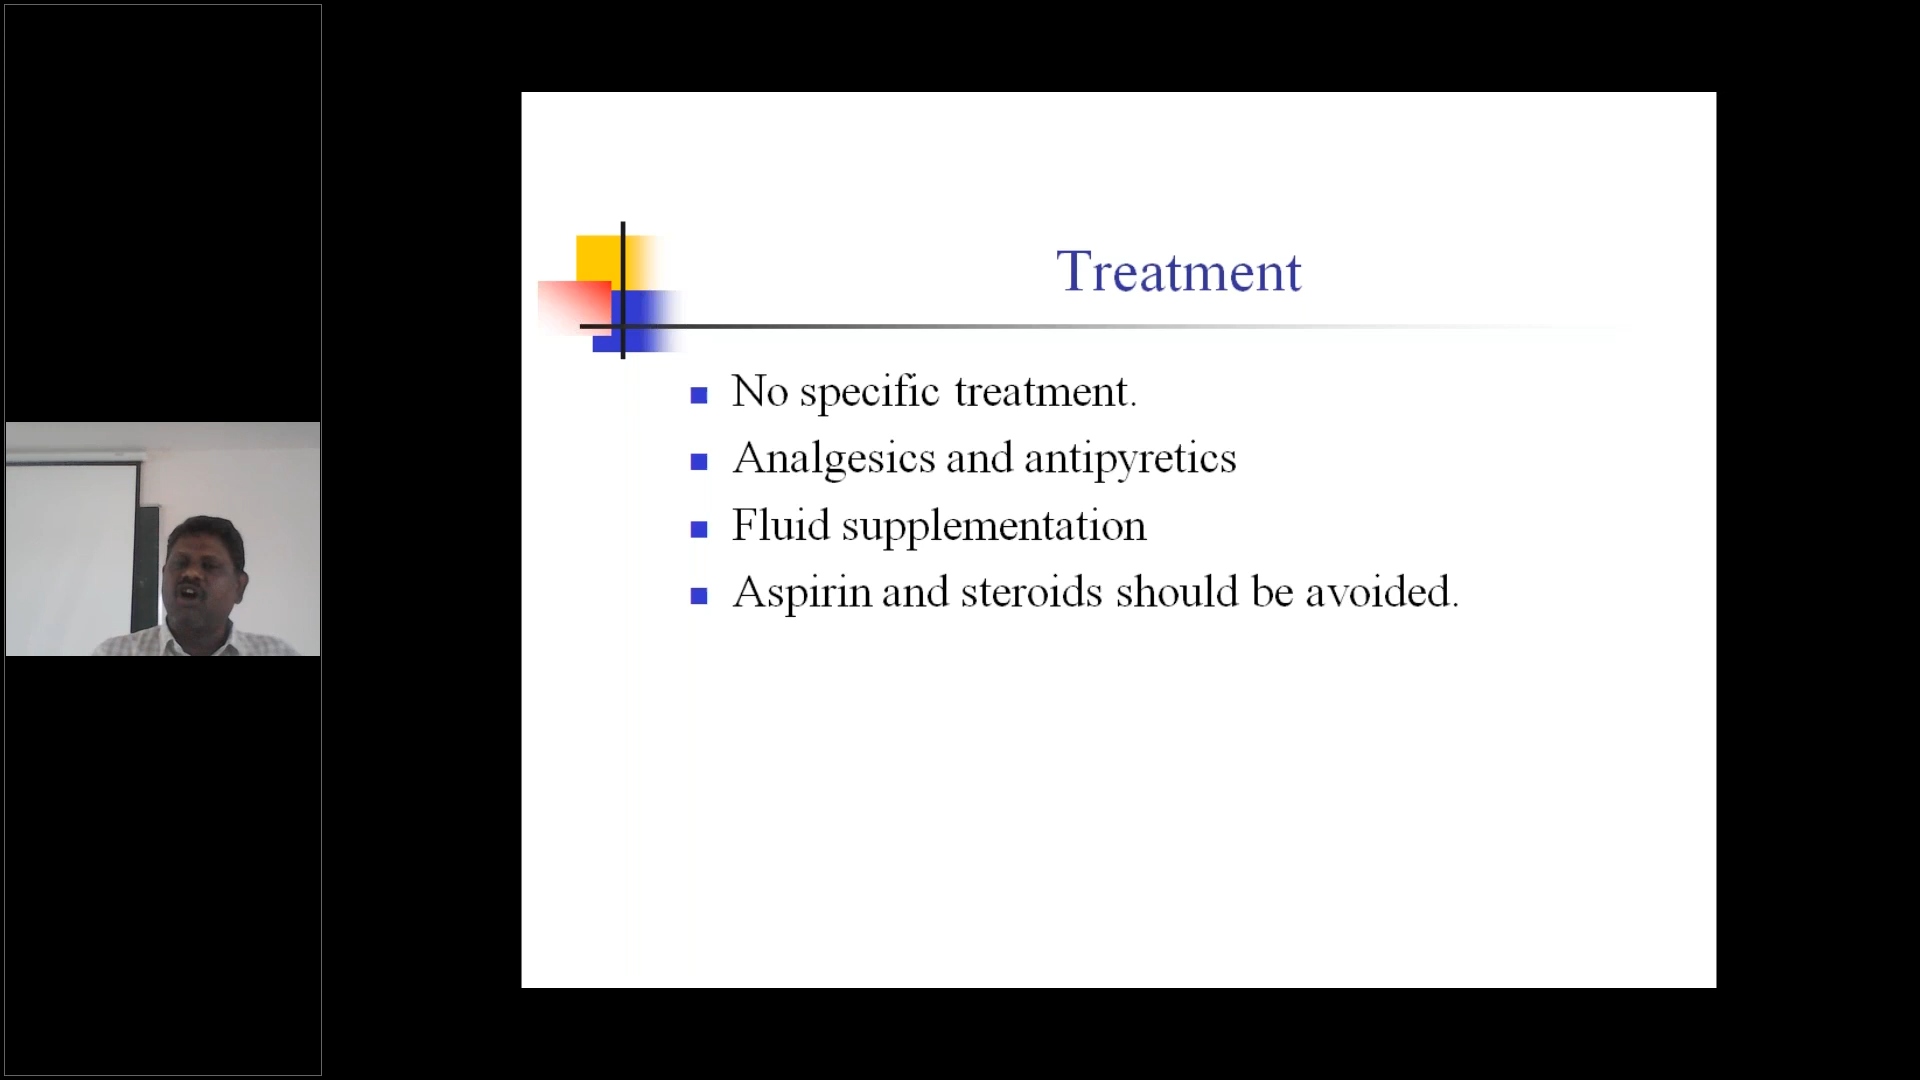 Treatment
No specific treatment.
Analgesics and antipyretics
Fluid supplementation
Aspirin and steroids should be avoided.